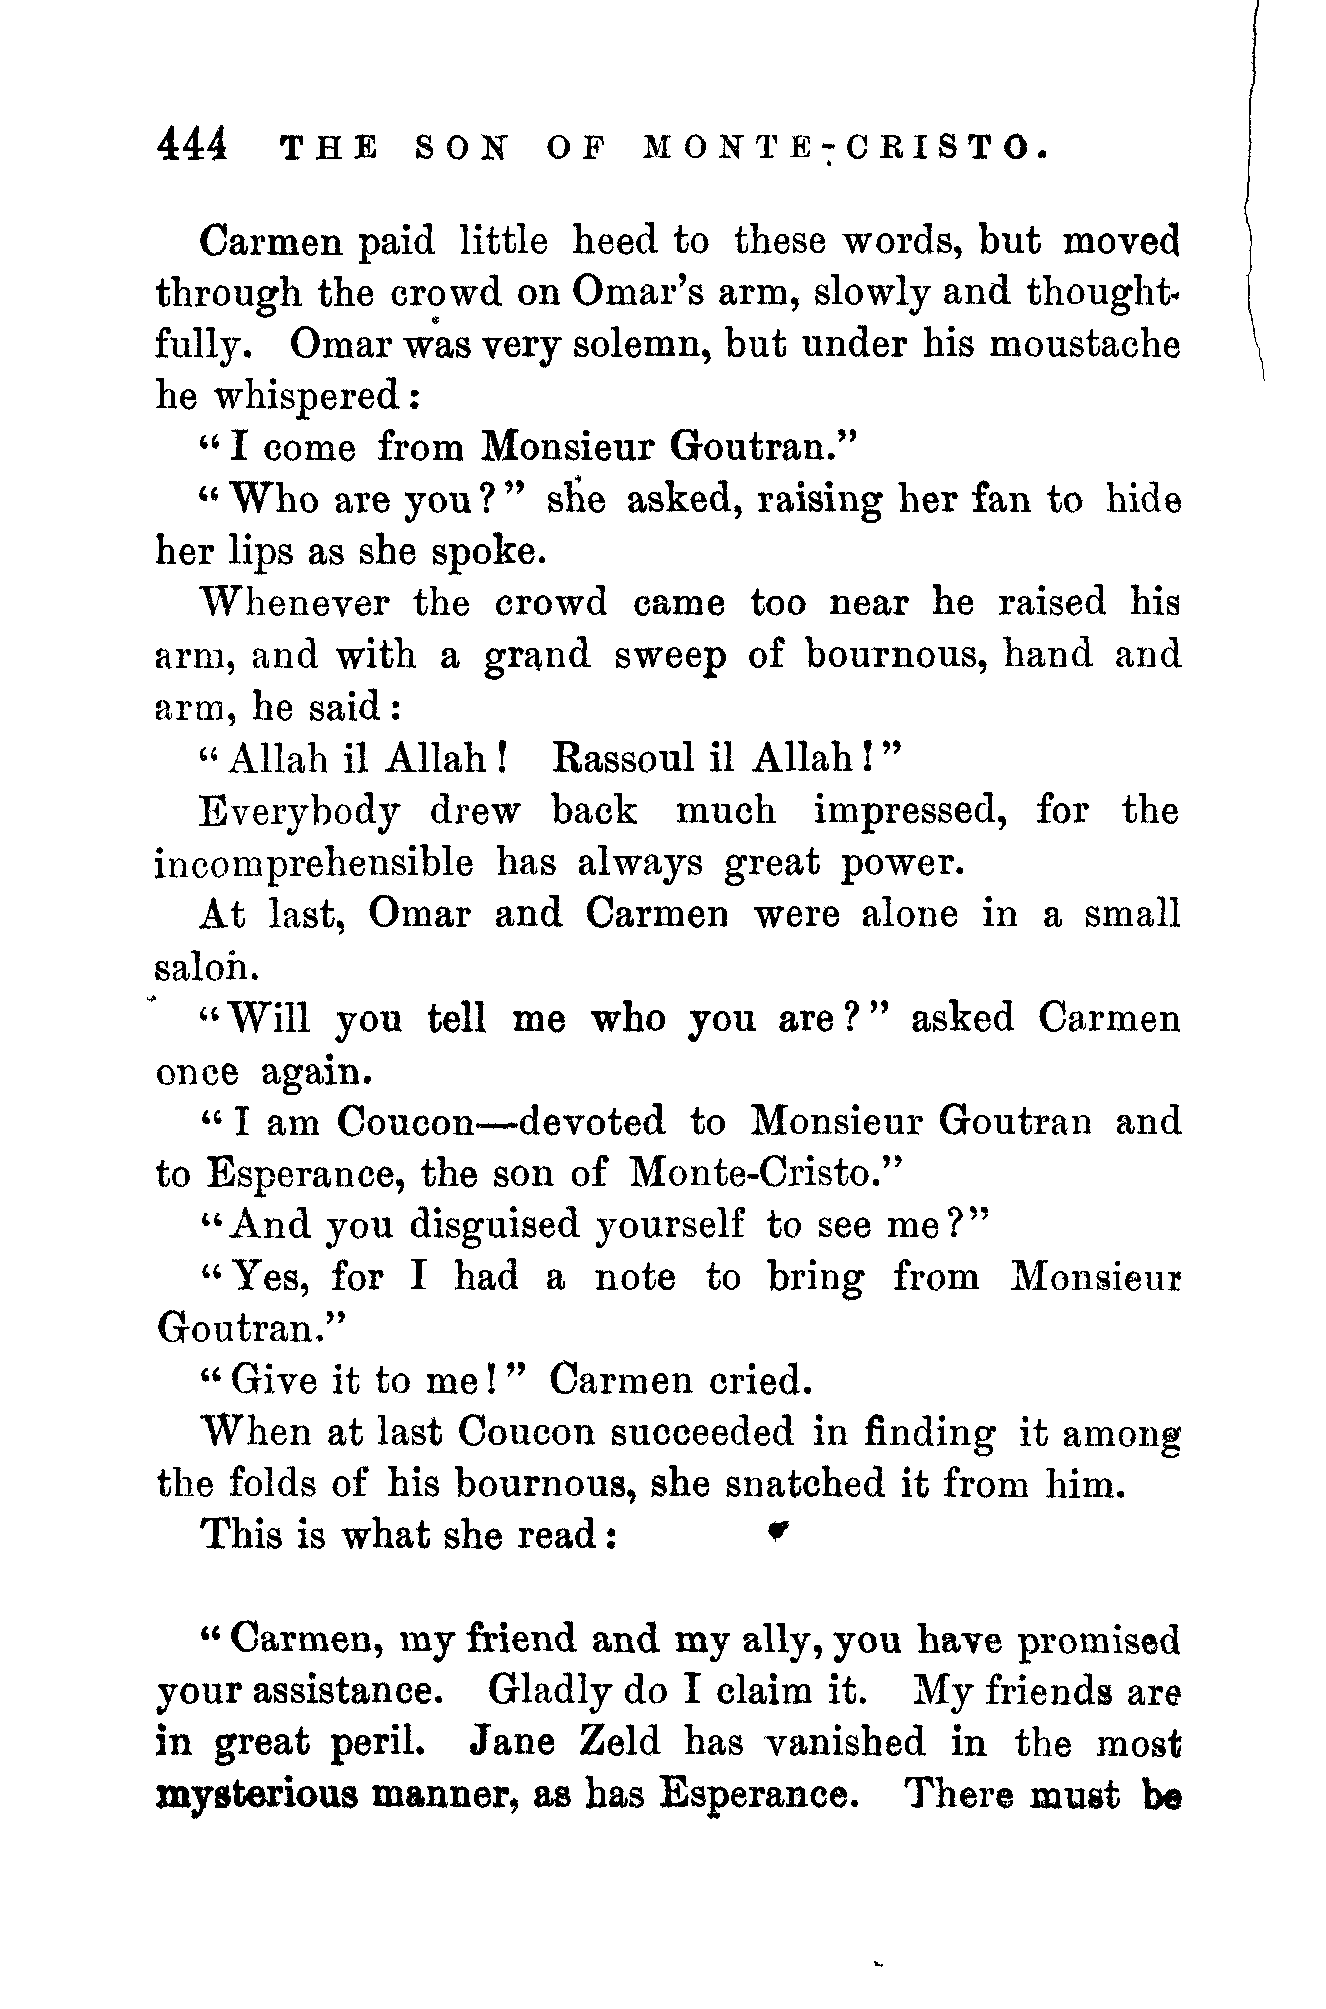 444 THE SON OF MONTE-CRISTO.
Carmen paid little heed to these words, but moved
through the crowd on Omar's arm, slowly and thought-
fully. Omar was very solemn, but under his moustache
he whispered:
"I come from Monsieur Goutran."
"Who are you?" she asked, raising her fan to hide
her lips as she spoke.
Whenever the crowd came too near he raised his
arm, and with a grand sweep of bournous, hand and
arm, he said:
"Allah il Allah! Rassoul il Allah!"
Everybody drew back much impressed, for the
incomprehensible has always great power.
At last, Omar and Carmen were alone in a small
salon.
"Will you tell me who you are?" asked Carmen
once again.
"I am Coucon—devoted to Monsieur Goutran and
to Esperance, the son of Monte-Cristo."
"And you disguised yourself to see me?"
"Yes, for I had a note to bring from Monsieur
Goutran."
"Give it to me!" Carmen cried.
When at last Coucon succeeded in finding it among
the folds of his bournous, she snatched it from him.
This is what she read:
"Carmen, my friend and my ally, you have promised
your assistance. Gladly do I claim it. My friends are
in great peril. Jane Zeld has vanished in the most
mysterious manner, as has Esperance. There must be